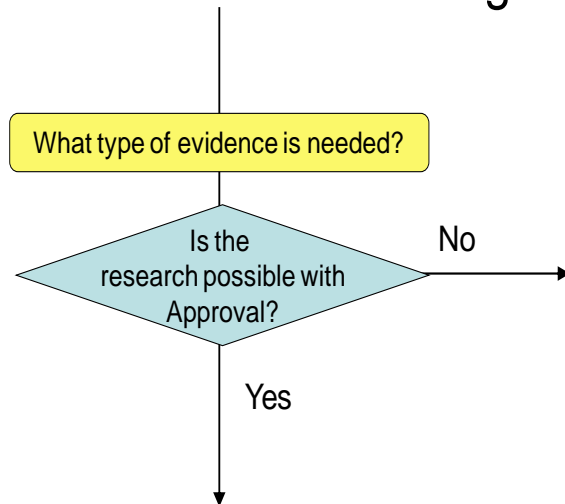 What type of evidence is needed?
Is the
research possible with
Approval?
No
Yes